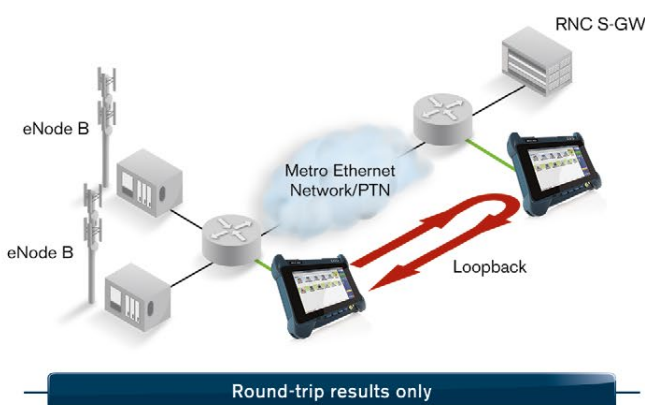 RNC S-GW
eNode B
Metro Ethernet
Network/PTN
eNode B
Loopback
Round-trip results only